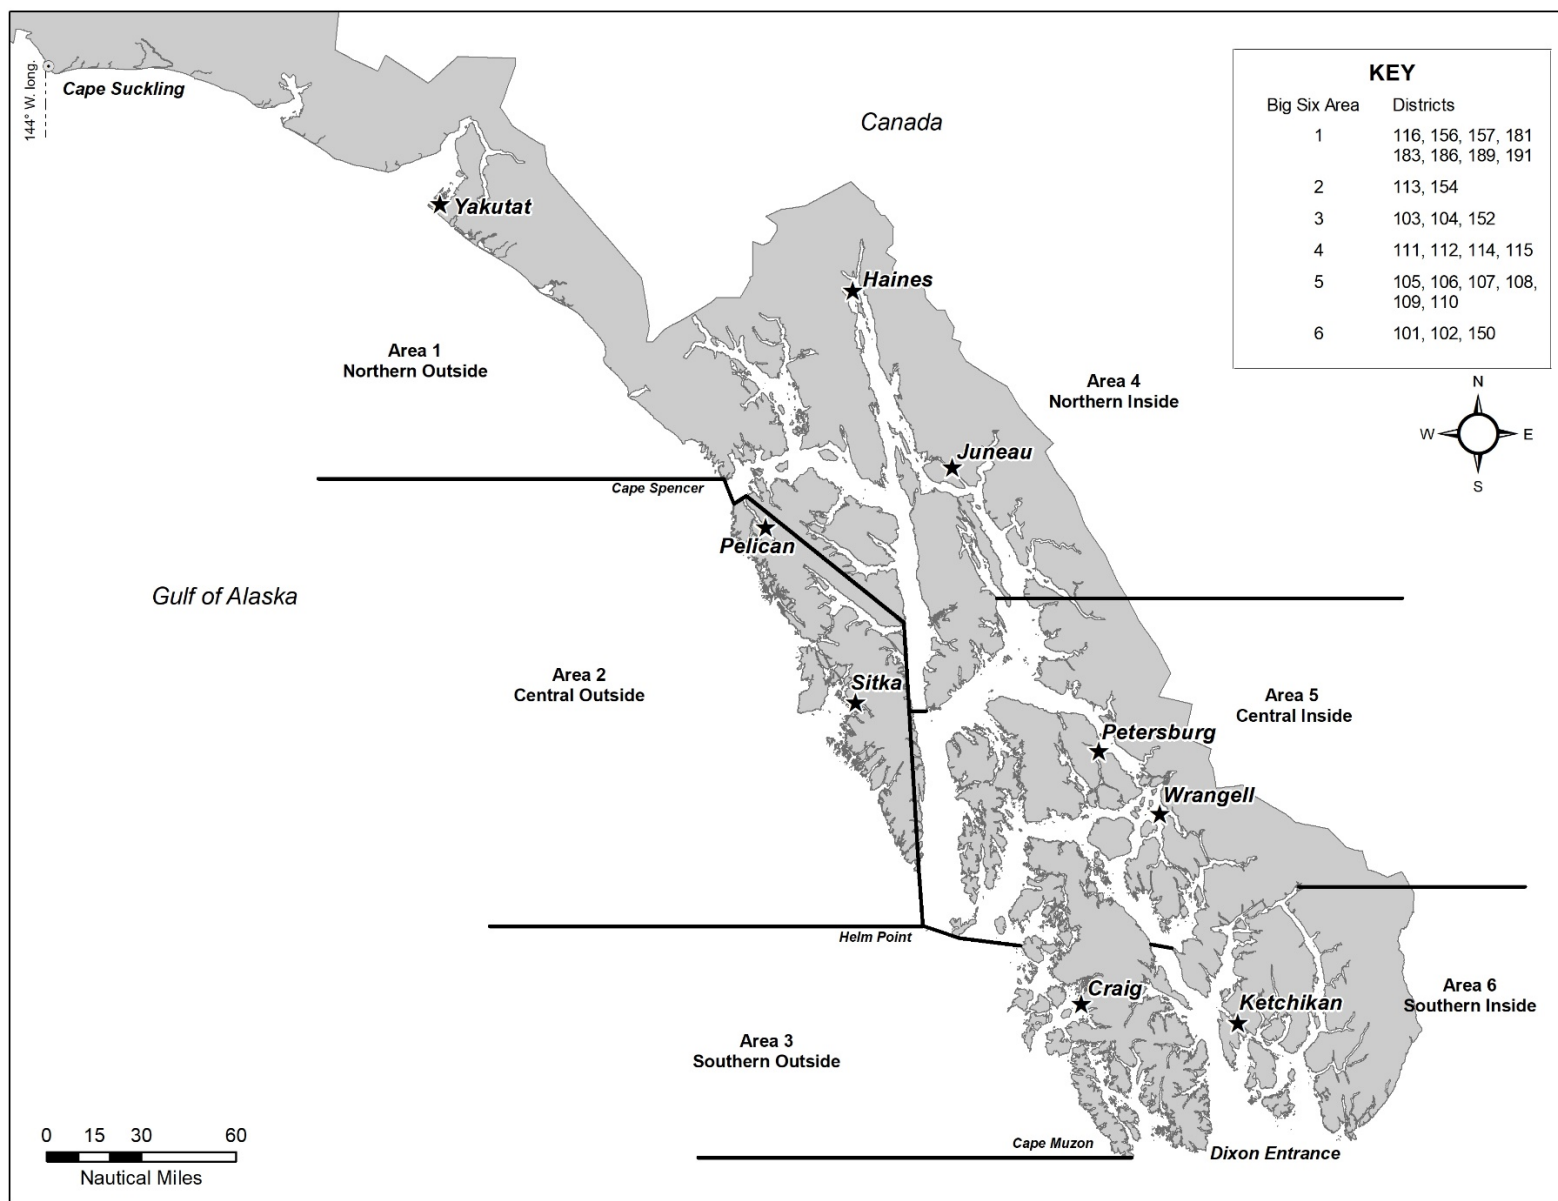 144° W. long.
Cape Suckling
Canada
KEY
Big Six Area Districts
1 116, 156, 157, 181
183, 186, 189, 191
2 113, 154
3 103, 104, 152
4 111, 112, 114, 115
5 105, 106, 107, 108,
109, 110
6 101, 102, 150
Yakutat
Haines
Area 1
Northern Outside
Area 4
Northern Inside
N
W E
S
Juneau
Cape Spencer
Pelican
Gulf of Alaska
Area 2
Central Outside
Sitka
Area 5
Central Inside
Petersburg
Wrangell
Helm Point
Craig
Ketchikan
Area 6
Southern Inside
Area 3
Southern Outside
Cape Muzon
Dixon Entrance
0 15 30 60
Nautical Miles